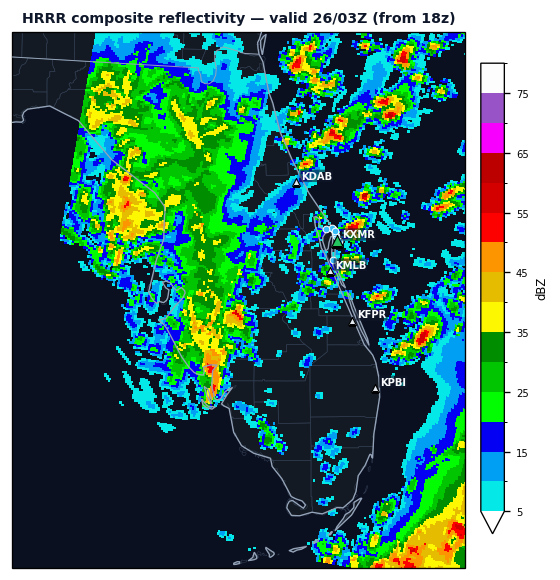 HRRR composite reflectivity — valid 26/03Z (from 18z)
KDAB
KXMR
KMLB
KFPR
KPBI
75
65
55
45
35
25
15
5
dBZ